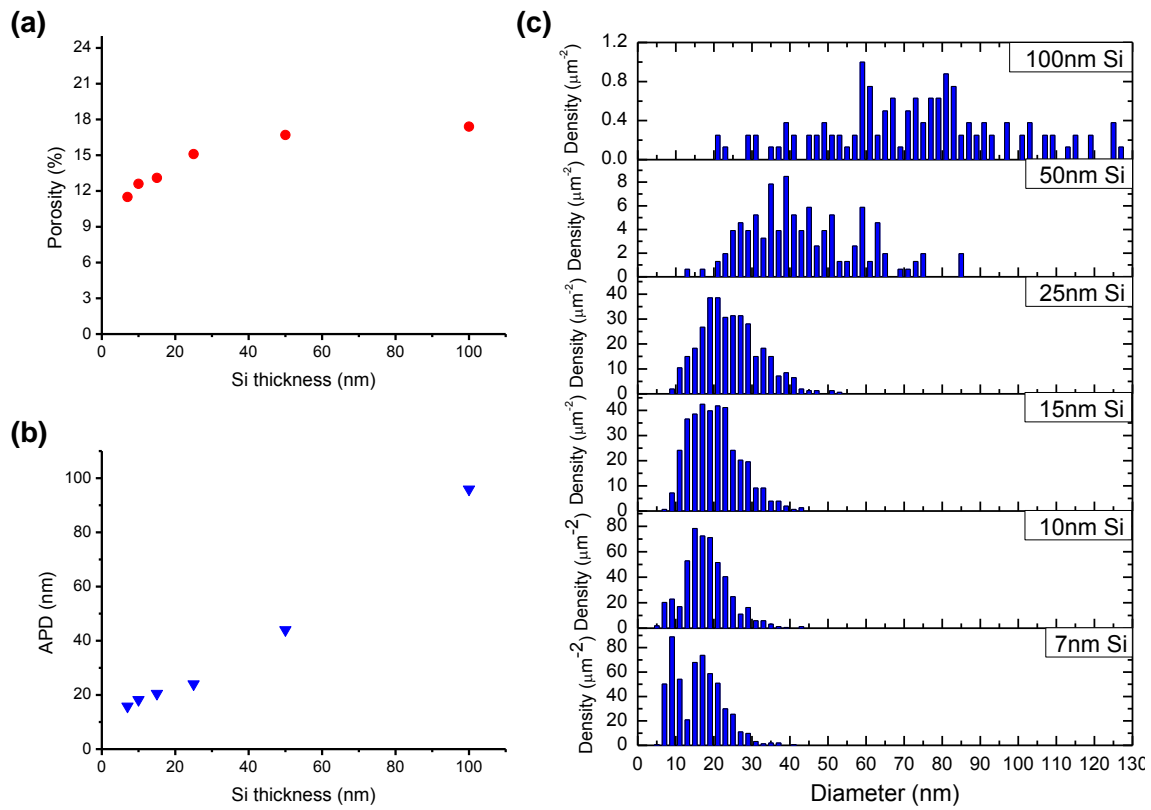 (a)
24
21
18
15
12
9
6
3
0
Porosity (%)
0 20 40 60 80 100
Si thickness (nm)
(b)
100
80
60
40
20
0
APD (nm)
0 20 40 60 80 100
Si thickness (nm)
(c)
1.2
0.8
0.4
0.0
Density (μm⁻²)
100nm Si
8
6
4
2
0
Density (μm⁻²)
50nm Si
40
30
20
10
0
Density (μm⁻²)
25nm Si
40
30
20
10
0
Density (μm⁻²)
15nm Si
80
60
40
20
0
Density (μm⁻²)
10nm Si
80
60
40
20
0
Density (μm⁻²)
7nm Si
0 10 20 30 40 50 60 70 80 90 100 110 120 130
Diameter (nm)